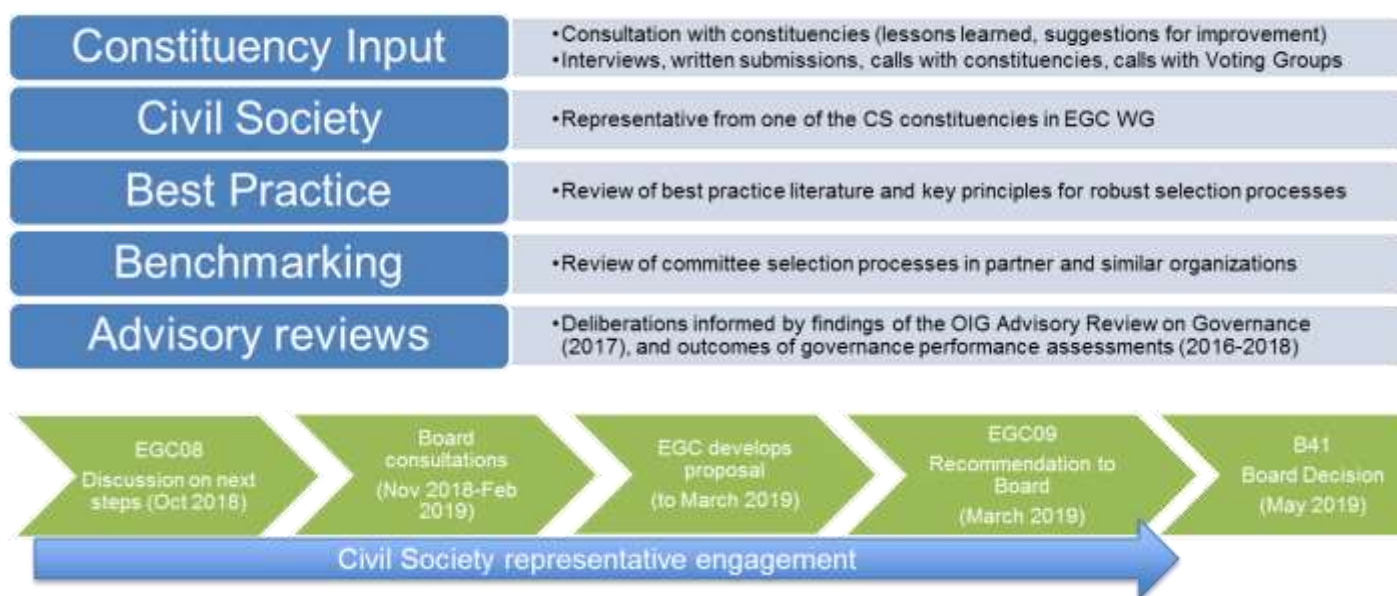 Constituency Input
•Consultation with constituencies (lessons learned, suggestions for improvement)
•Interviews, written submissions, calls with constituencies, calls with Voting Groups
Civil Society
•Representative from one of the CS constituencies in EGC WG
Best Practice
•Review of best practice literature and key principles for robust selection processes
Benchmarking
•Review of committee selection processes in partner and similar organizations
Advisory reviews
•Deliberations informed by findings of the OIG Advisory Review on Governance
(2017), and outcomes of governance performance assessments (2016-2018)
EGC08
Discussion on next
steps (Oct 2018)
Board
consultations
(Nov 2018-Feb
2019)
EGC develops
proposal
(to March 2019)
EGC09
Recommendation to
Board
(March 2019)
B41
Board Decision
(May 2019)
Civil Society representative engagement